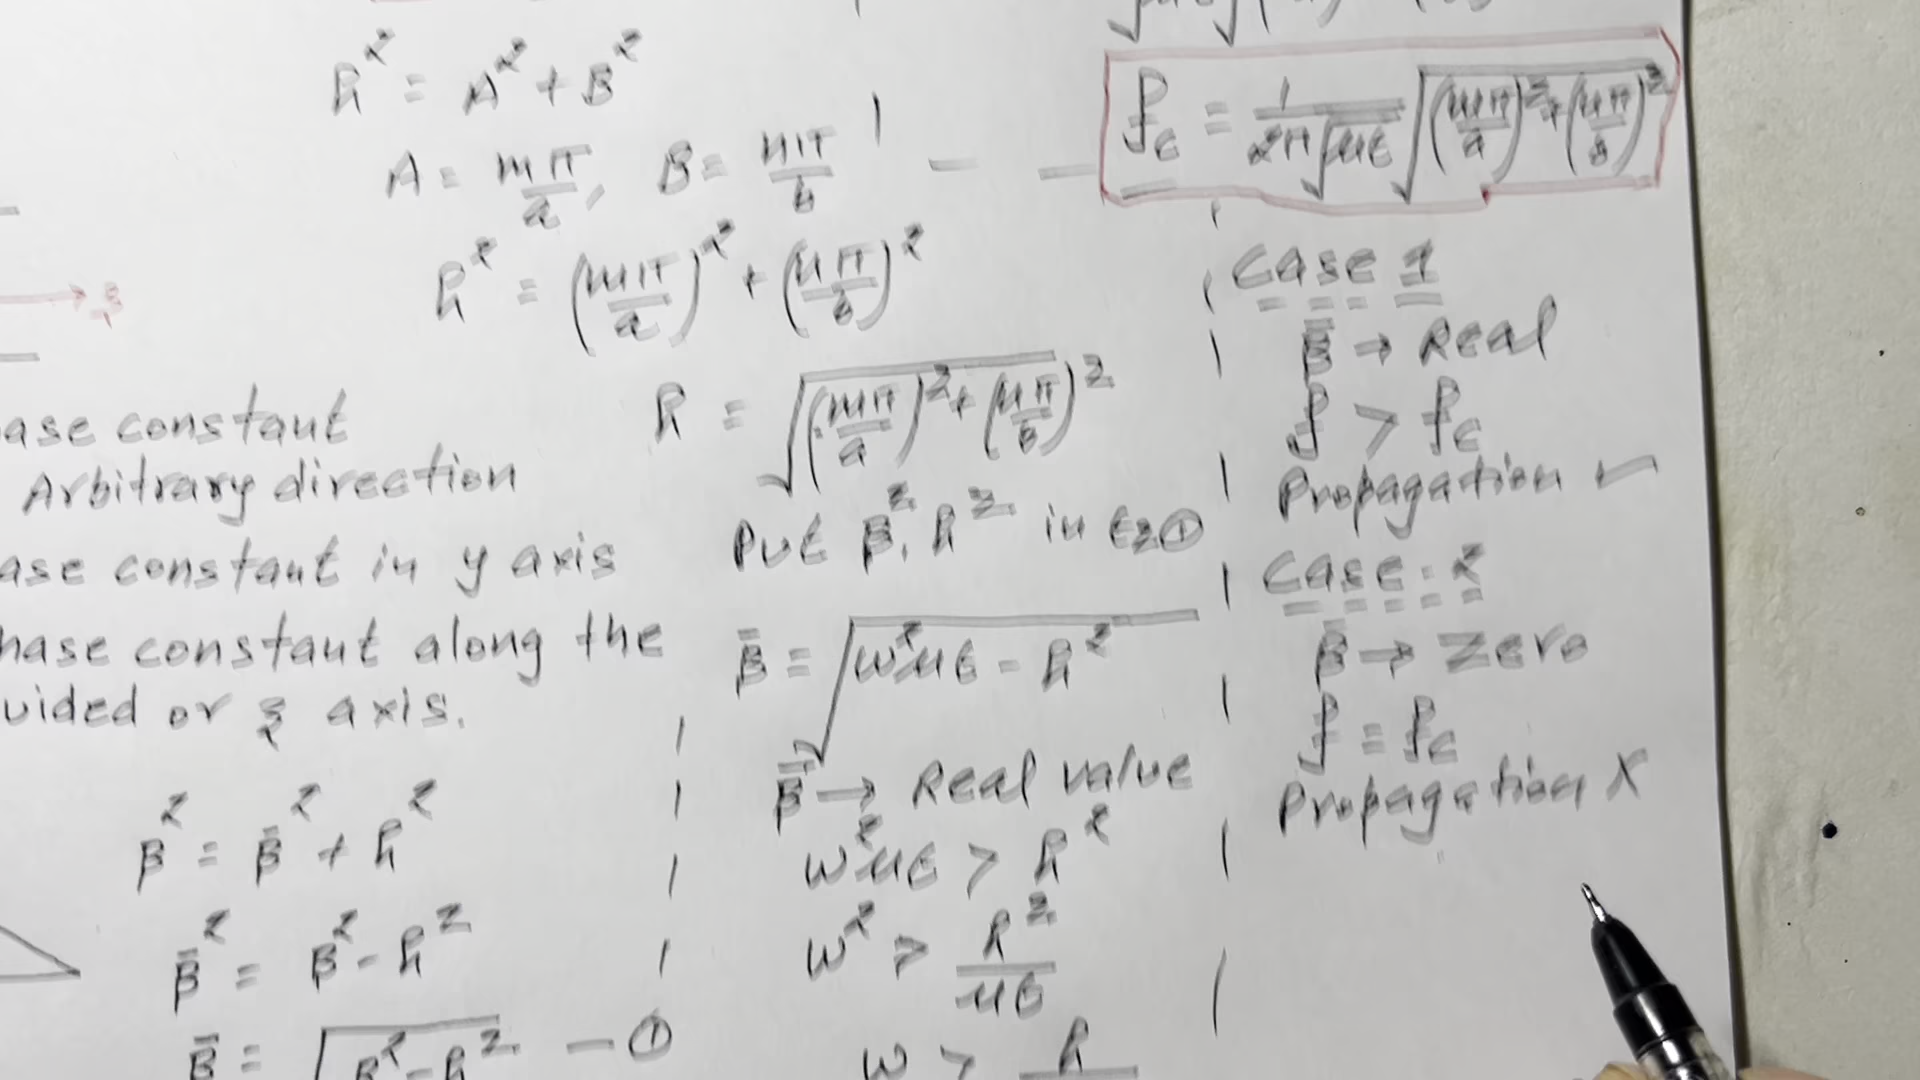 h² = A² + B²
A = mπ/a, B = nπ/b
h² = (mπ/a)² + (nπ/b)²
h = √((mπ/a)² + (nπ/b)²)
Put β², h² in Eq ①
β̄ = √(ω²με - h²)
β̄ → Real value
ω²με > h²
ω² > h²/με
ω > h
ase constant
Arbitrary direction
ase constant in y axis
hase constant along the
uided or z axis.
β² = β̄² + h²
β̄² = β² - h²
β̄ = √(β² - h²) - ①
fc = 1/(2π√με) √((mπ/a)² + (nπ/b)²)
Case 1
β̄ → Real
f > fc
Propagation ✓
Case: 2
β̄ → Zero
f = fc
Propagation X